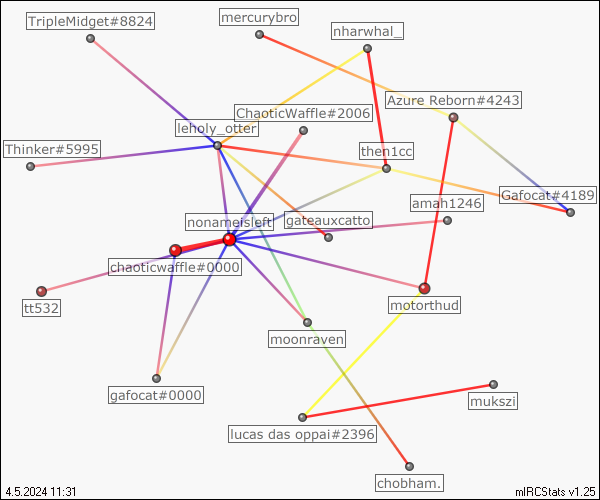 TripleMidget#8824
mercurybro
nharwhal_
Azure Reborn#4243
ChaoticWaffle#2006
leholy_otter
Thinker#5995
then1cc
Gafocat#4189
amah1246
nonameisleft
gateauxcatto
chaoticwaffle#0000
tt532
motorthud
moonraven
gafocat#0000
mukszi
lucas das oppai#2396
chobham.
4.5.2024 11:31
mIRCStats v1.25